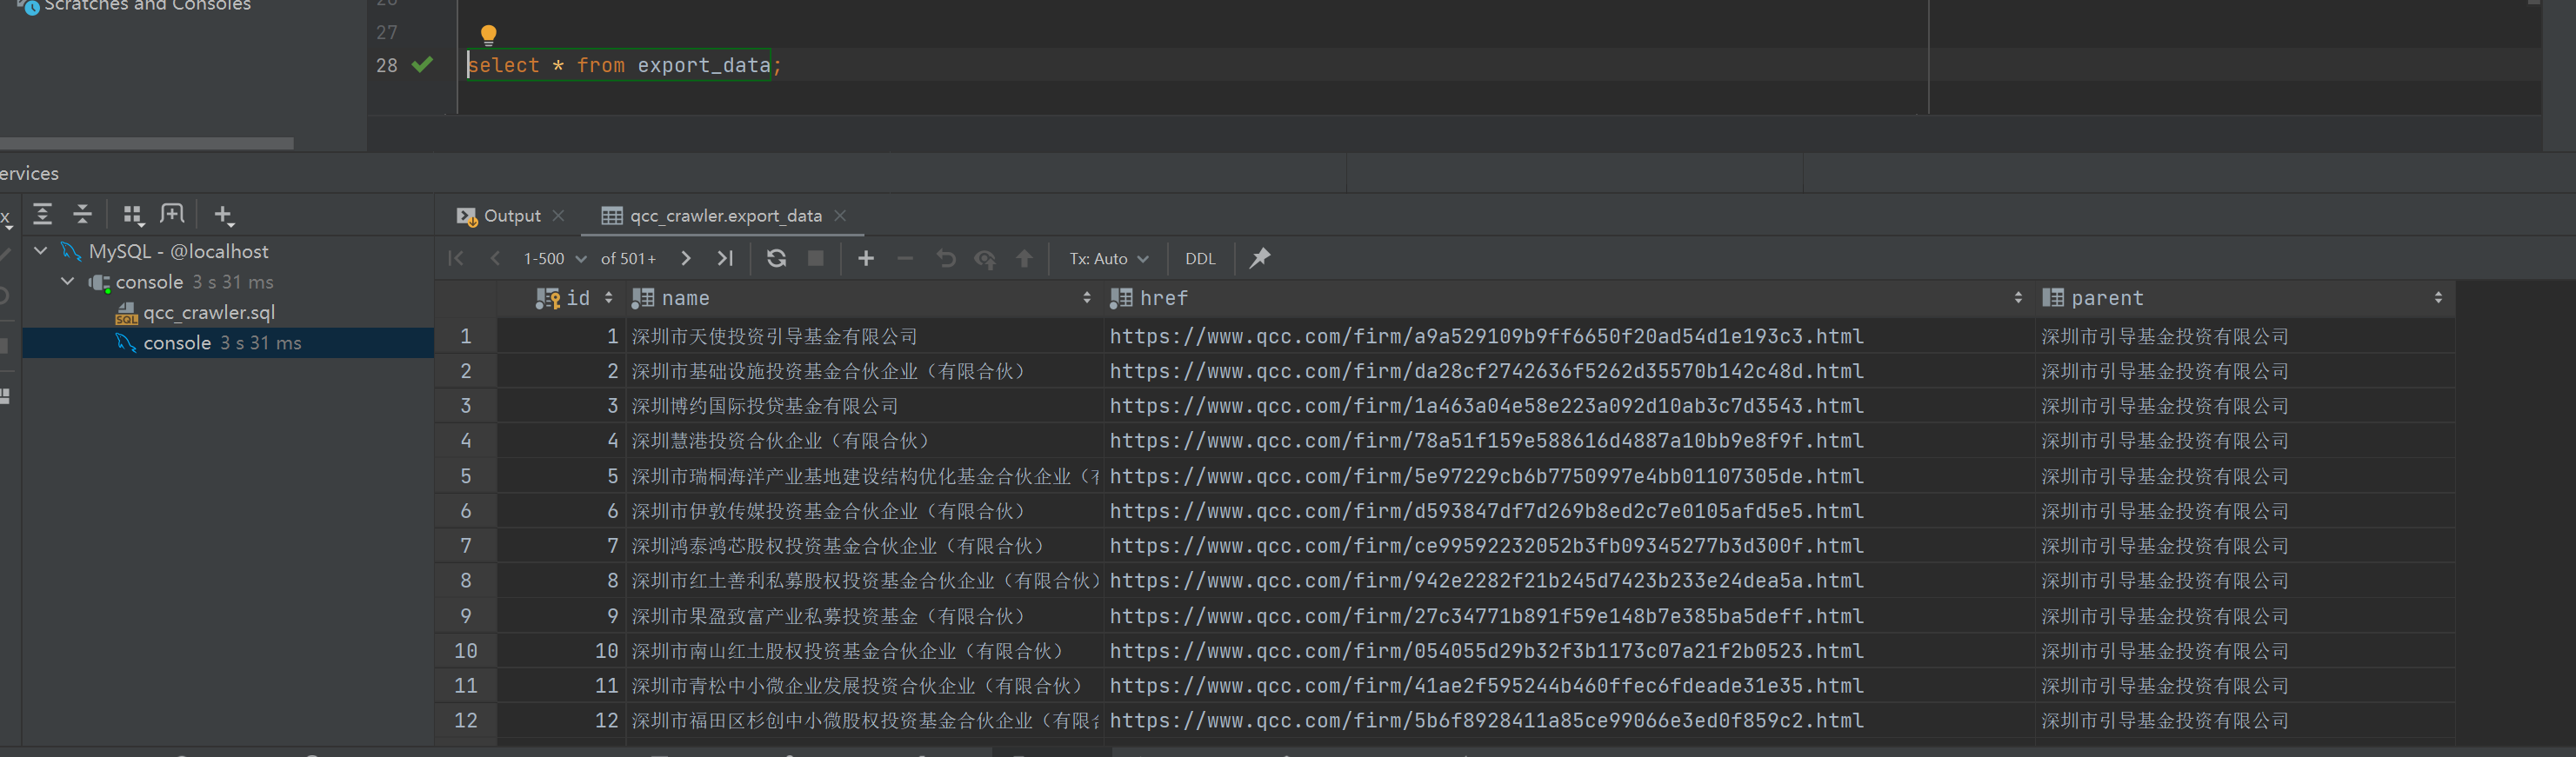 Scratches and Consoles
26
27
28 select * from export_data;
ervices
Output qcc_crawler.export_data
MySQL - @localhost
console 3 s 31 ms
qcc_crawler.sql
console 3 s 31 ms
1-500 of 501+ Tx: Auto DDL
id name href parent
1 1 深圳市天使投资引导基金有限公司 https://www.qcc.com/firm/a9a529109b9ff6650f20ad54d1e193c3.html 深圳市引导基金投资有限公司
2 2 深圳市基础设施投资基金合伙企业（有限合伙） https://www.qcc.com/firm/da28cf2742636f5262d35570b142c48d.html 深圳市引导基金投资有限公司
3 3 深圳博约国际投贷基金有限公司 https://www.qcc.com/firm/1a463a04e58e223a092d10ab3c7d3543.html 深圳市引导基金投资有限公司
4 4 深圳慧港投资合伙企业（有限合伙） https://www.qcc.com/firm/78a51f159e588616d4887a10bb9e8f9f.html 深圳市引导基金投资有限公司
5 5 深圳市瑞桐海洋产业基地建设结构优化基金合伙企业（有 https://www.qcc.com/firm/5e97229cb6b7750997e4bb01107305de.html 深圳市引导基金投资有限公司
6 6 深圳市伊敦传媒投资基金合伙企业（有限合伙） https://www.qcc.com/firm/d593847df7d269b8ed2c7e0105afd5e5.html 深圳市引导基金投资有限公司
7 7 深圳鸿泰鸿芯股权投资基金合伙企业（有限合伙） https://www.qcc.com/firm/ce99592232052b3fb09345277b3d300f.html 深圳市引导基金投资有限公司
8 8 深圳市红土善利私募股权投资基金合伙企业（有限合伙） https://www.qcc.com/firm/942e2282f21b245d7423b233e24dea5a.html 深圳市引导基金投资有限公司
9 9 深圳市果盈致富产业私募投资基金（有限合伙） https://www.qcc.com/firm/27c34771b891f59e148b7e385ba5deff.html 深圳市引导基金投资有限公司
10 10 深圳市南山红土股权投资基金合伙企业（有限合伙） https://www.qcc.com/firm/054055d29b32f3b1173c07a21f2b0523.html 深圳市引导基金投资有限公司
11 11 深圳市青松中小微企业发展投资合伙企业（有限合伙） https://www.qcc.com/firm/41ae2f595244b460ffec6fdeade31e35.html 深圳市引导基金投资有限公司
12 12 深圳市福田区杉创中小微股权投资基金合伙企业（有限合 https://www.qcc.com/firm/5b6f8928411a85ce99066e3ed0f859c2.html 深圳市引导基金投资有限公司